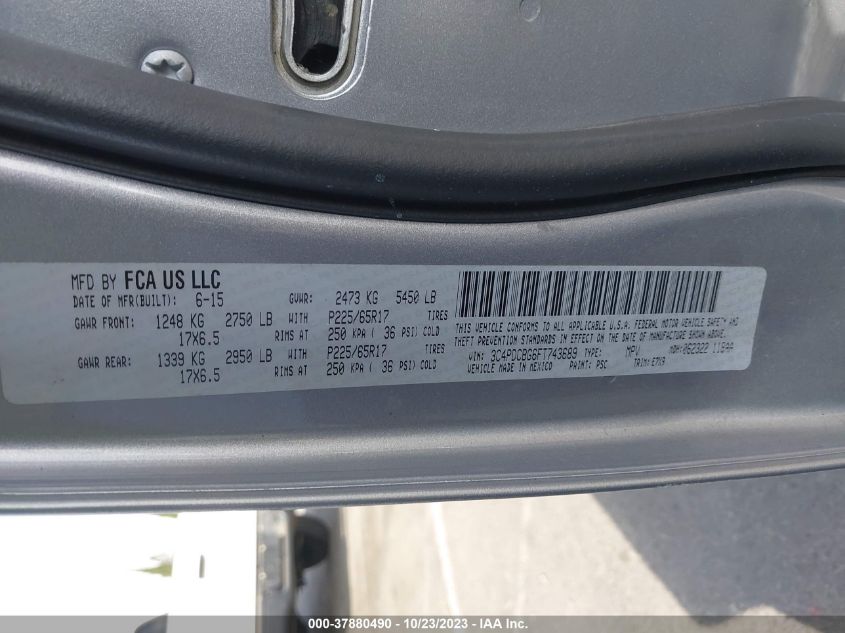 MFD BY FCA US LLC
DATE OF MFR(BUILT): 6-15 GVWR: 2473 KG 5450 LB
GAWR FRONT: 1248 KG 2750 LB WITH P225/65R17 TIRES
17X6.5 RIMS AT 250 KPA ( 36 PSI) COLD
GAWR REAR: 1339 KG 2950 LB WITH P225/65R17 TIRES
17X6.5 RIMS AT 250 KPA ( 36 PSI) COLD
THIS VEHICLE CONFORMS TO ALL APPLICABLE U.S.A. FEDERAL MOTOR VEHICLE SAFETY AND
THEFT PREVENTION STANDARDS IN EFFECT ON THE DATE OF MANUFACTURE SHOWN ABOVE.
VIN: 3C4PDCBG6FT743689 TYPE: MPV MDH: 062322
VEHICLE MADE IN MEXICO PAINT: PSC TRIM: E7X9
000-37880490 - 10/23/2023 - IAA Inc.